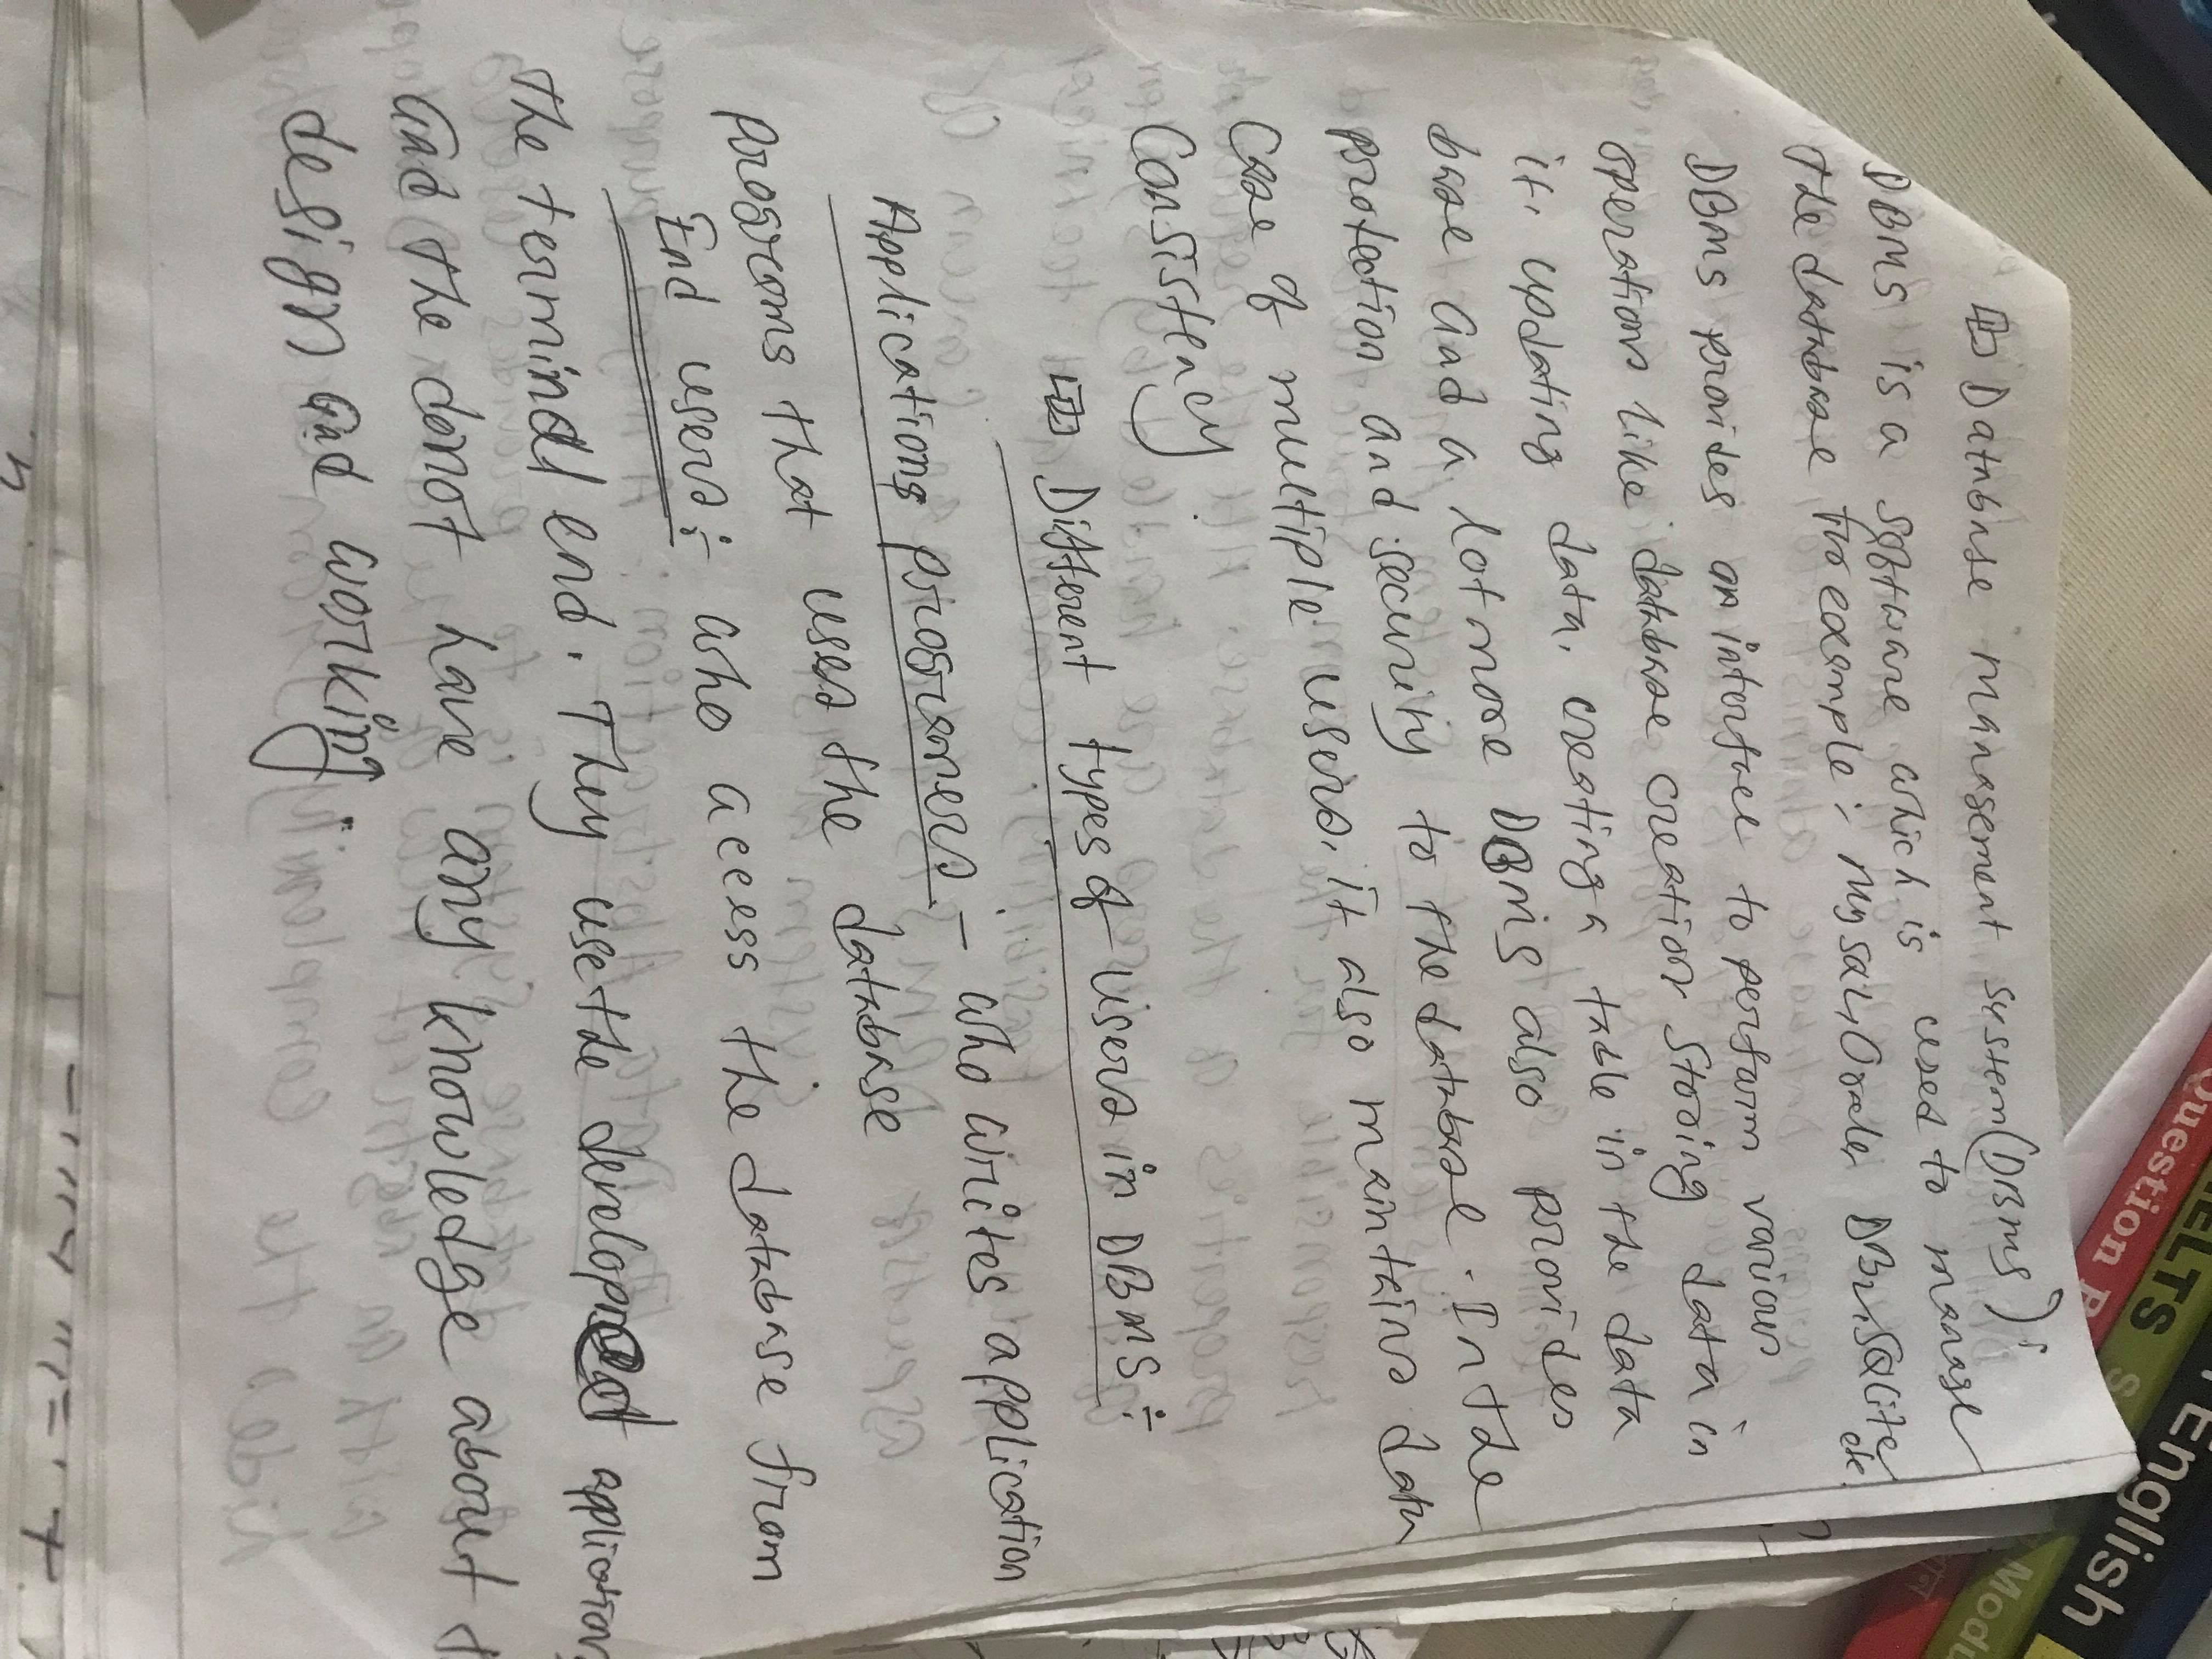 Question B
IELTS S
English
Modu
Database management system (DBMS):
DBMS is a software which is used to manage
the database for example: MySQL, Oracle, DB2, SQLite
etc.
DBMS provides an interface to perform various
operations like database creation storing data in
it, updating data, creating a table in the data
base and a lot more DBMS also provides
protection and security to the database. In the
Case of multiple users, it also maintains data
Consistency.
Different types of users in DBMS :-
Applications programers :- who writes application
programs that uses the database
End users :- who access the database from
the terminal end. They use the developed application
and the donot have any knowledge about t
design and working.